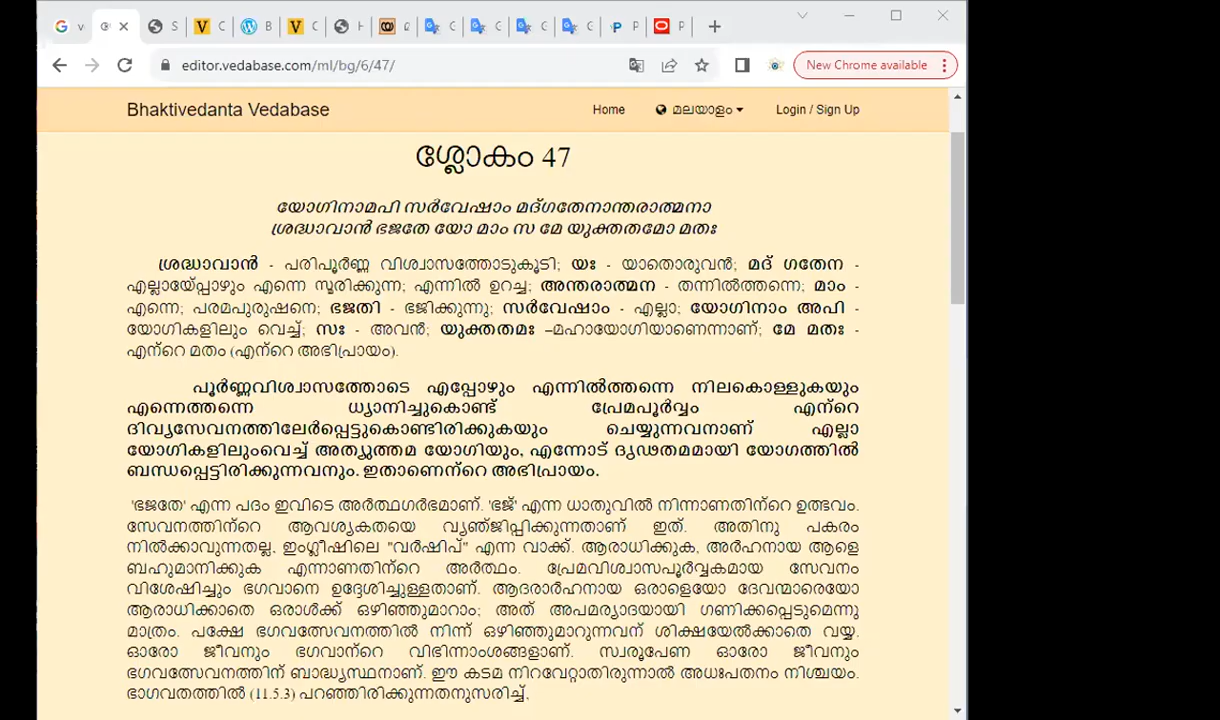 editor.vedabase.com/ml/bg/6/47/
New Chrome available
Bhaktivedanta Vedabase
Home
മലയാളം
Login / Sign Up
ശ്ലോകം 47
യോഗിനാമപി സർവേഷാം മദ്ഗതേനാന്തരാത്മനാ
ശ്രദ്ധാവാൻ ഭജതേ യോ മാം സ മേ യുക്തതമോ മതഃ
ശ്രദ്ധാവാൻ - പരിപൂർണ്ണ വിശ്വാസത്തോടുകൂടി; യഃ - യാതൊരുവൻ; മദ് ഗതേന -
എല്ലായ്പ്പോഴും എന്നെ സ്മരിക്കുന്ന; എന്നിൽ ഉറച്ച; അന്തരാത്മന - തന്നിൽത്തന്നെ; മാം -
എന്നെ; പരമപുരുഷനെ; ഭജതി - ഭജിക്കുന്നു; സർവേഷാം - എല്ലാ; യോഗിനാം അപി -
യോഗികളിലും വെച്ച്; സഃ - അവൻ; യുക്തതമഃ –മഹായോഗിയാണെന്നാണ്; മേ മതഃ -
എന്റെ മതം (എന്റെ അഭിപ്രായം).
പൂർണ്ണവിശ്വാസത്തോടെ എപ്പോഴും എന്നിൽത്തന്നെ നിലകൊള്ളുകയും
എന്നെത്തന്നെ ധ്യാനിച്ചുകൊണ്ട് പ്രേമപൂർവ്വം എന്റെ
ദിവ്യസേവനത്തിലേർപ്പെട്ടുകൊണ്ടിരിക്കുകയും ചെയ്യുന്നവനാണ് എല്ലാ
യോഗികളിലുംവെച്ച് അത്യുത്തമ യോഗിയും, എന്നോട് ദൃഢതമമായി യോഗത്തിൽ
ബന്ധപ്പെട്ടിരിക്കുന്നവനും. ഇതാണെന്റെ അഭിപ്രായം.
'ഭജതേ' എന്ന പദം ഇവിടെ അർത്ഥഗർഭമാണ്. 'ഭജ്' എന്ന ധാതുവിൽ നിന്നാണതിന്റെ ഉത്ഭവം.
സേവനത്തിന്റെ ആവശ്യകതയെ വ്യഞ്ജിപ്പിക്കുന്നതാണ് ഇത്. അതിനു പകരം
നിൽക്കാവുന്നതല്ല, ഇംഗ്ലീഷിലെ "വർഷിപ്" എന്ന വാക്ക്. ആരാധിക്കുക, അർഹനായ ആളെ
ബഹുമാനിക്കുക എന്നാണതിന്റെ അർത്ഥം. പ്രേമവിശ്വാസപൂർവ്വകമായ സേവനം
വിശേഷിച്ചും ഭഗവാനെ ഉദ്ദേശിച്ചുള്ളതാണ്. ആദരാർഹനായ ഒരാളെയോ ദേവന്മാരെയോ
ആരാധിക്കാതെ ഒരാൾക്ക് ഒഴിഞ്ഞുമാറാം; അത് അപമര്യാദയായി ഗണിക്കപ്പെടുമെന്നു
മാത്രം. പക്ഷേ ഭഗവത്സേവനത്തിൽ നിന്ന് ഒഴിഞ്ഞുമാറുന്നവന് ശിക്ഷയേൽക്കാതെ വയ്യ.
ഓരോ ജീവനും ഭഗവാന്റെ വിഭിന്നാംശങ്ങളാണ്. സ്വരൂപേണ ഓരോ ജീവനും
ഭഗവത്സേവനത്തിന് ബാദ്ധ്യസ്ഥനാണ്. ഈ കടമ നിറവേറ്റാതിരുന്നാൽ അധഃപതനം നിശ്ചയം.
ഭാഗവതത്തിൽ (11.5.3) പറഞ്ഞിരിക്കുന്നതനുസരിച്ച്,